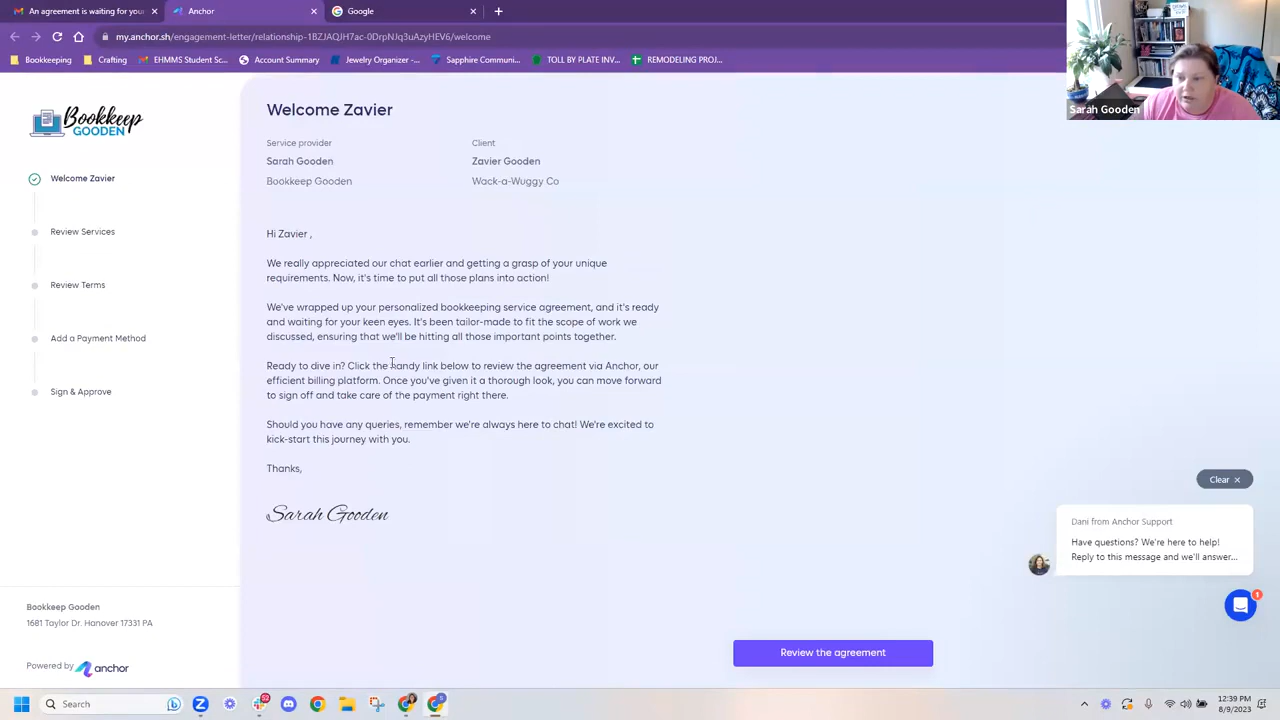 An agreement is waiting for you
Anchor
Google
my.anchor.sh/engagement-letter/relationship-1BZJAQJH7ac-0DrpNJq3uAzyHEV6/welcome
Bookkeeping
Crafting
EHMMS Student Sc...
Account Summary
Jewelry Organizer -...
Sapphire Communi...
TOLL BY PLATE INV...
REMODELING PROJ...
Sarah Gooden
Bookkeep
GOODEN
Welcome Zavier
Review Services
Review Terms
Add a Payment Method
Sign & Approve
Bookkeep Gooden
1681 Taylor Dr. Hanover 17331 PA
Powered by anchor
Welcome Zavier
Service provider
Client
Sarah Gooden
Zavier Gooden
Bookkeep Gooden
Wack-a-Wuggy Co
Hi Zavier ,
We really appreciated our chat earlier and getting a grasp of your unique
requirements. Now, it's time to put all those plans into action!
We've wrapped up your personalized bookkeeping service agreement, and it's ready
and waiting for your keen eyes. It's been tailor-made to fit the scope of work we
discussed, ensuring that we'll be hitting all those important points together.
Ready to dive in? Click the handy link below to review the agreement via Anchor, our
efficient billing platform. Once you've given it a thorough look, you can move forward
to sign off and take care of the payment right there.
Should you have any queries, remember we're always here to chat! We're excited to
kick-start this journey with you.
Thanks,
Sarah Gooden
Clear
Dani from Anchor Support
Have questions? We're here to help!
Reply to this message and we'll answer...
1
Review the agreement
Search
12:39 PM
8/9/2023